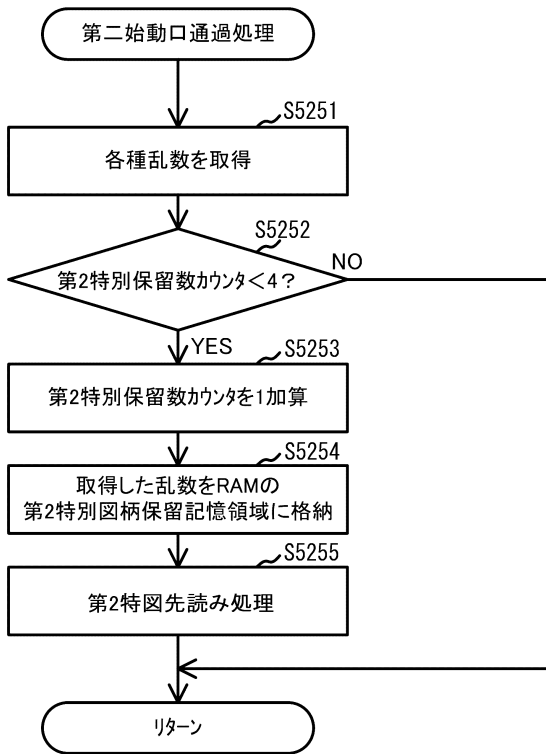 第二始動口通過処理
S5251
各種乱数を取得
S5252
第2特別保留数カウンタ<4?
NO
YES
S5253
第2特別保留数カウンタを1加算
S5254
取得した乱数をRAMの
第2特別図柄保留記憶領域に格納
S5255
第2特図先読み処理
リターン